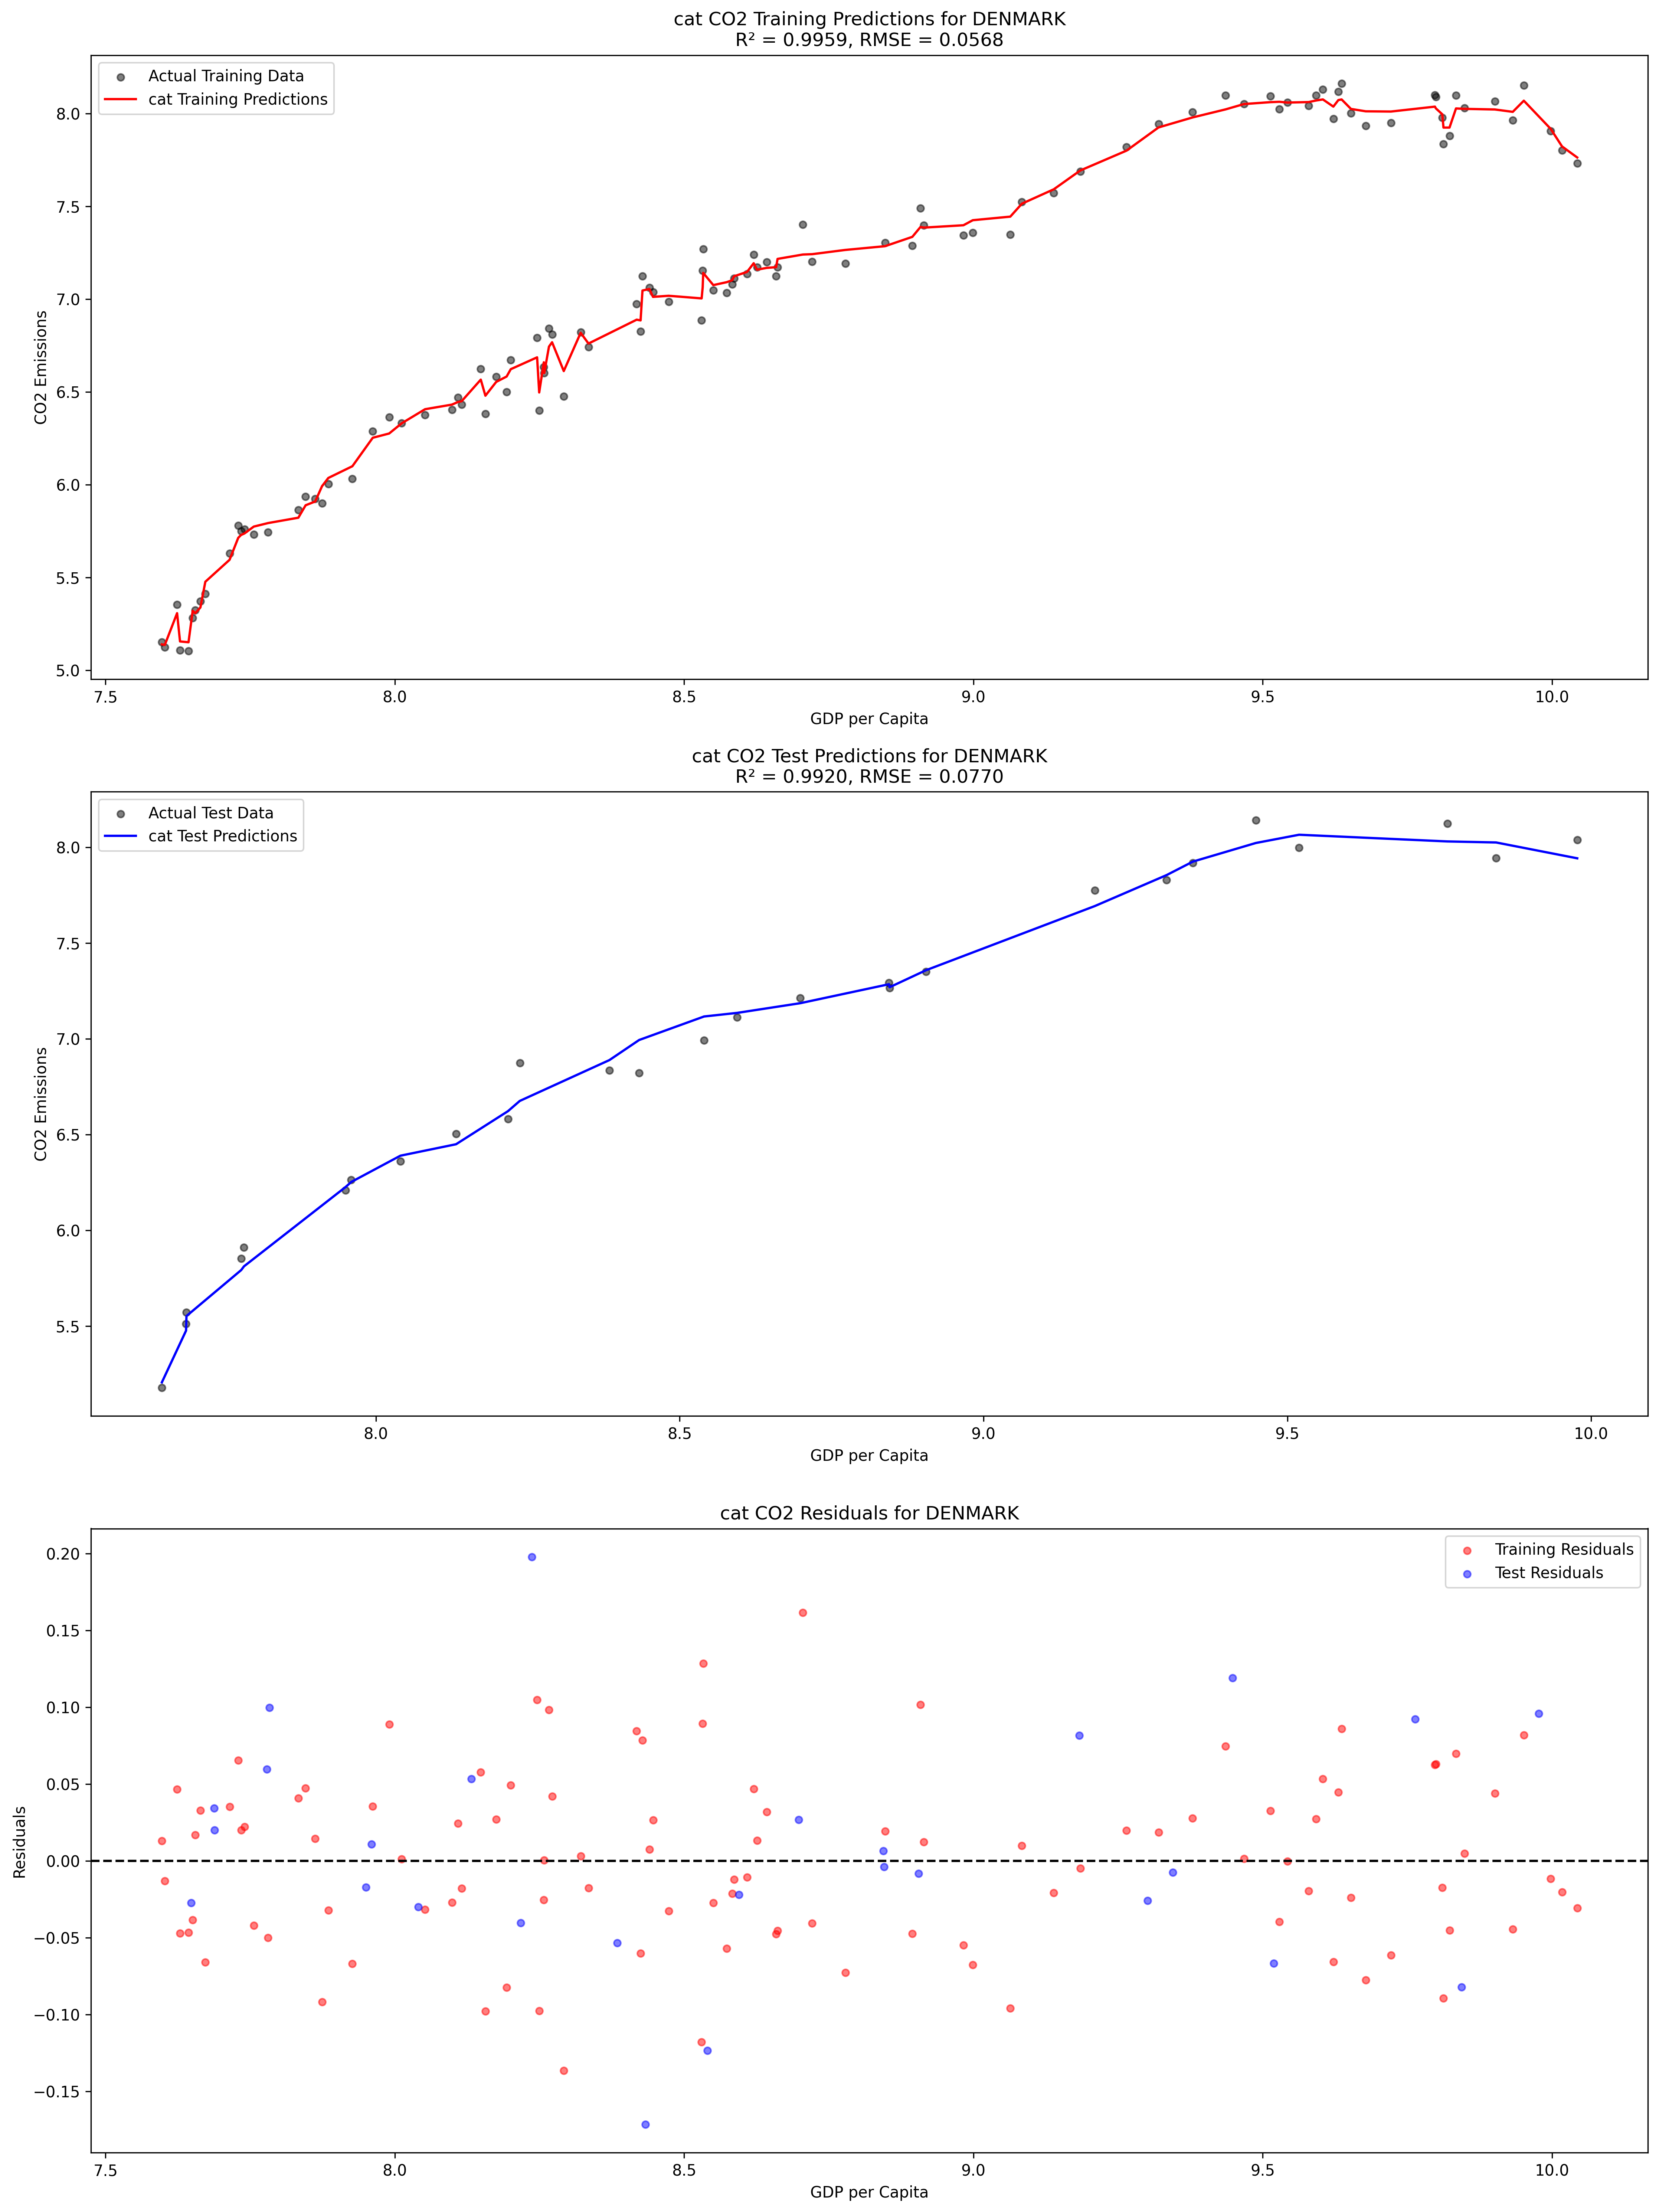 cat CO2 Training Predictions for DENMARK
R² = 0.9959, RMSE = 0.0568
Actual Training Data
cat Training Predictions
CO2 Emissions
8.0
7.5
7.0
6.5
6.0
5.5
5.0
7.5 8.0 8.5 9.0 9.5 10.0
GDP per Capita
cat CO2 Test Predictions for DENMARK
R² = 0.9920, RMSE = 0.0770
Actual Test Data
cat Test Predictions
CO2 Emissions
8.0
7.5
7.0
6.5
6.0
5.5
8.0 8.5 9.0 9.5 10.0
GDP per Capita
cat CO2 Residuals for DENMARK
Training Residuals
Test Residuals
Residuals
0.20
0.15
0.10
0.05
0.00
−0.05
−0.10
−0.15
7.5 8.0 8.5 9.0 9.5 10.0
GDP per Capita